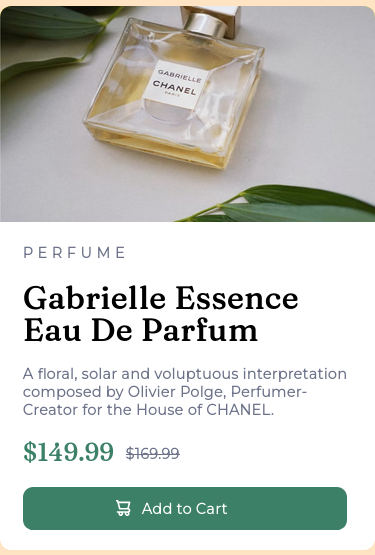 GABRIELLE
CHANEL
PARIS
PERFUME
Gabrielle Essence
Eau De Parfum
A floral, solar and voluptuous interpretation
composed by Olivier Polge, Perfumer-
Creator for the House of CHANEL.
$149.99 $169.99
Add to Cart